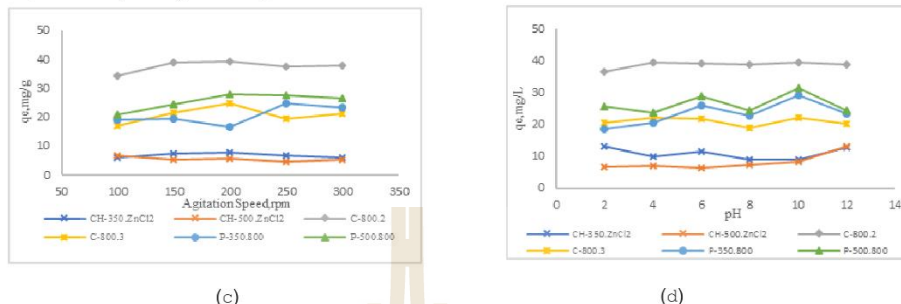 50
40
30
20
10
0
qe,mg/g
50 100 150 200 250 300 350
Agitation Speed,rpm
CH-350.ZnCl2 CH-500.ZnCl2 C-800.2
C-800.3 P-350.800 P-500.800
(c)
50
40
30
20
10
0
qe,mg/L
0 2 4 6 8 10 12
pH
CH-350.ZnCl2 CH-500.ZnCl2 C-800.2
C-800.3 P-350.800 P-500.800
(d)